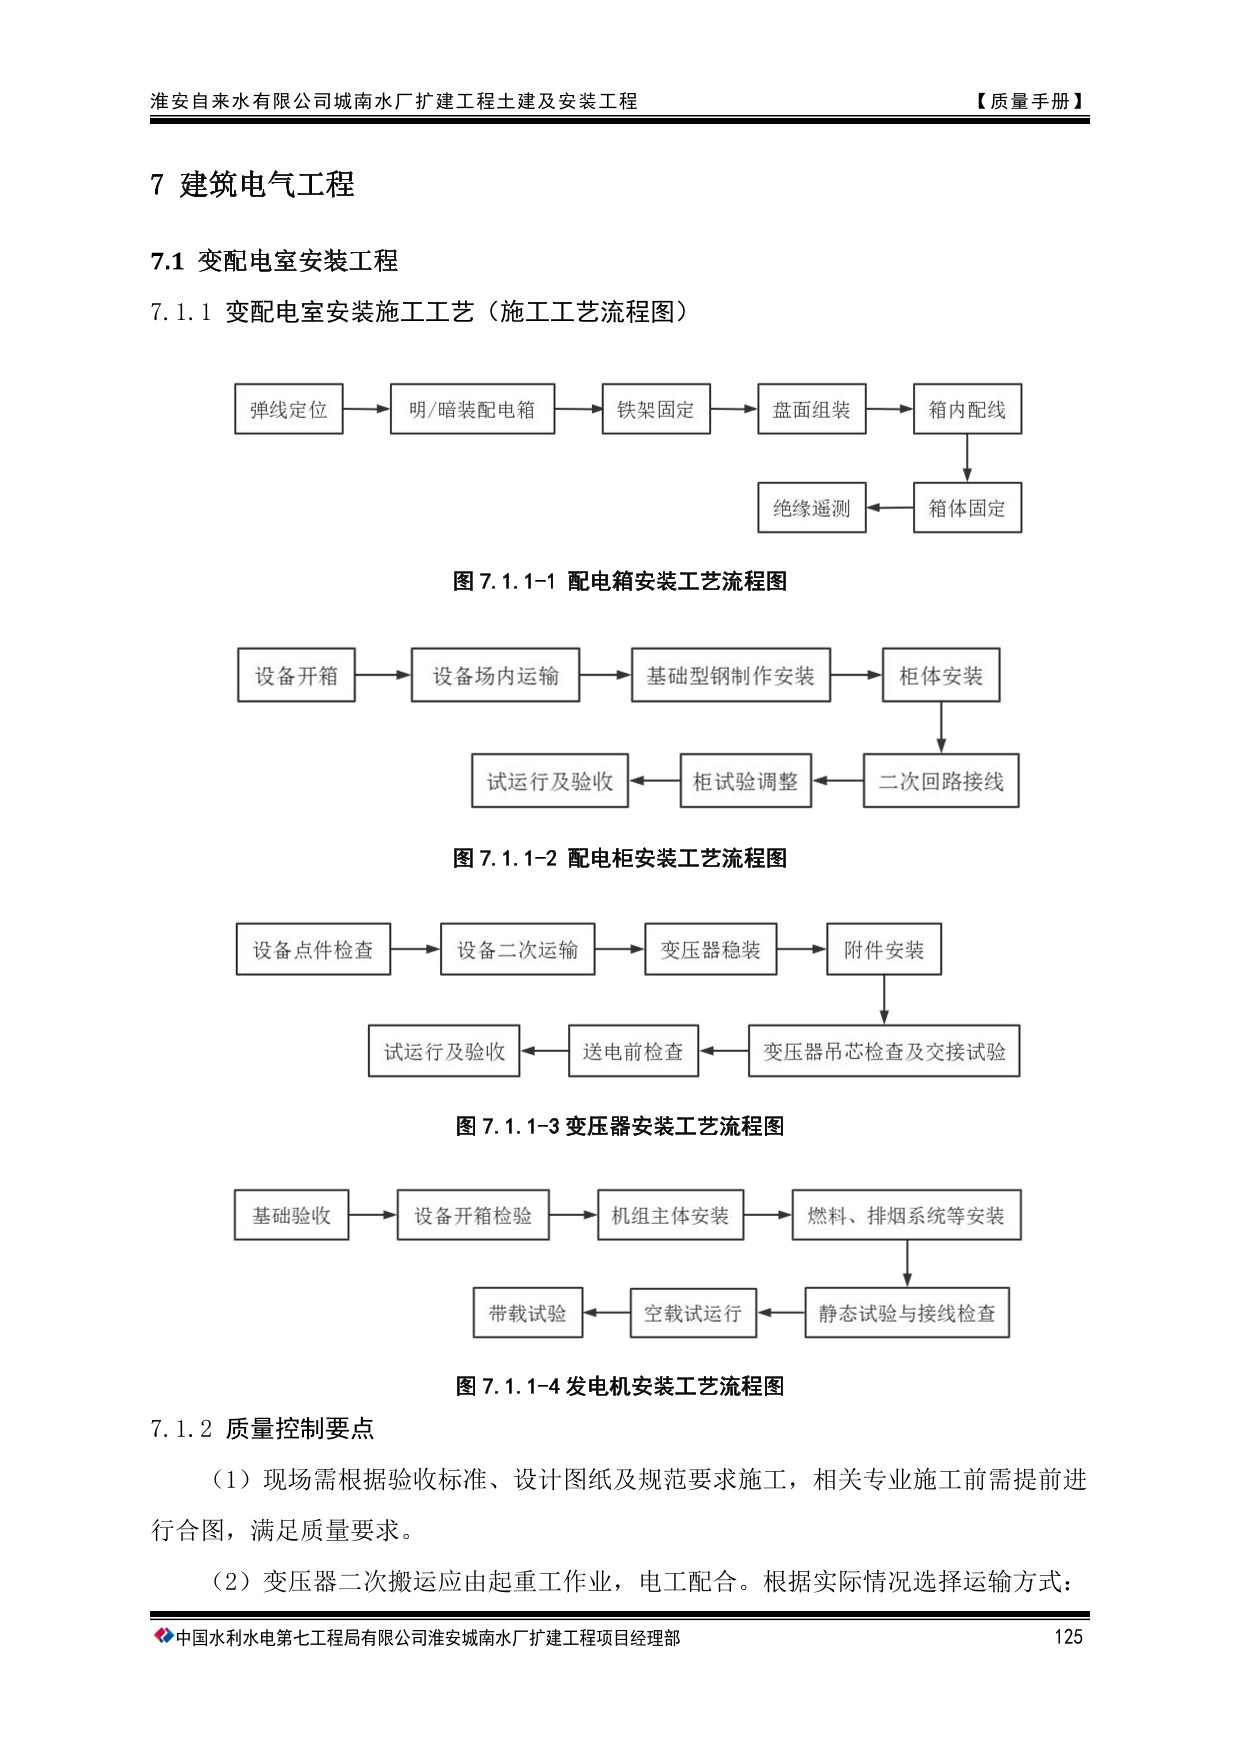 淮安自来水有限公司城南水厂扩建工程土建及安装工程 【质量手册】
7 建筑电气工程
7.1 变配电室安装工程
7.1.1 变配电室安装施工工艺（施工工艺流程图）
弹线定位 明/暗装配电箱 铁架固定 盘面组装 箱内配线
绝缘遥测 箱体固定
图 7.1.1-1 配电箱安装工艺流程图
设备开箱 设备场内运输 基础型钢制作安装 柜体安装
试运行及验收 柜试验调整 二次回路接线
图 7.1.1-2 配电柜安装工艺流程图
设备点件检查 设备二次运输 变压器稳装 附件安装
试运行及验收 送电前检查 变压器吊芯检查及交接试验
图 7.1.1-3 变压器安装工艺流程图
基础验收 设备开箱检验 机组主体安装 燃料、排烟系统等安装
带载试验 空载试运行 静态试验与接线检查
图 7.1.1-4 发电机安装工艺流程图
7.1.2 质量控制要点
（1）现场需根据验收标准、设计图纸及规范要求施工，相关专业施工前需提前进
行合图，满足质量要求。
（2）变压器二次搬运应由起重工作业，电工配合。根据实际情况选择运输方式：
中国水利水电第七工程局有限公司淮安城南水厂扩建工程项目经理部 125